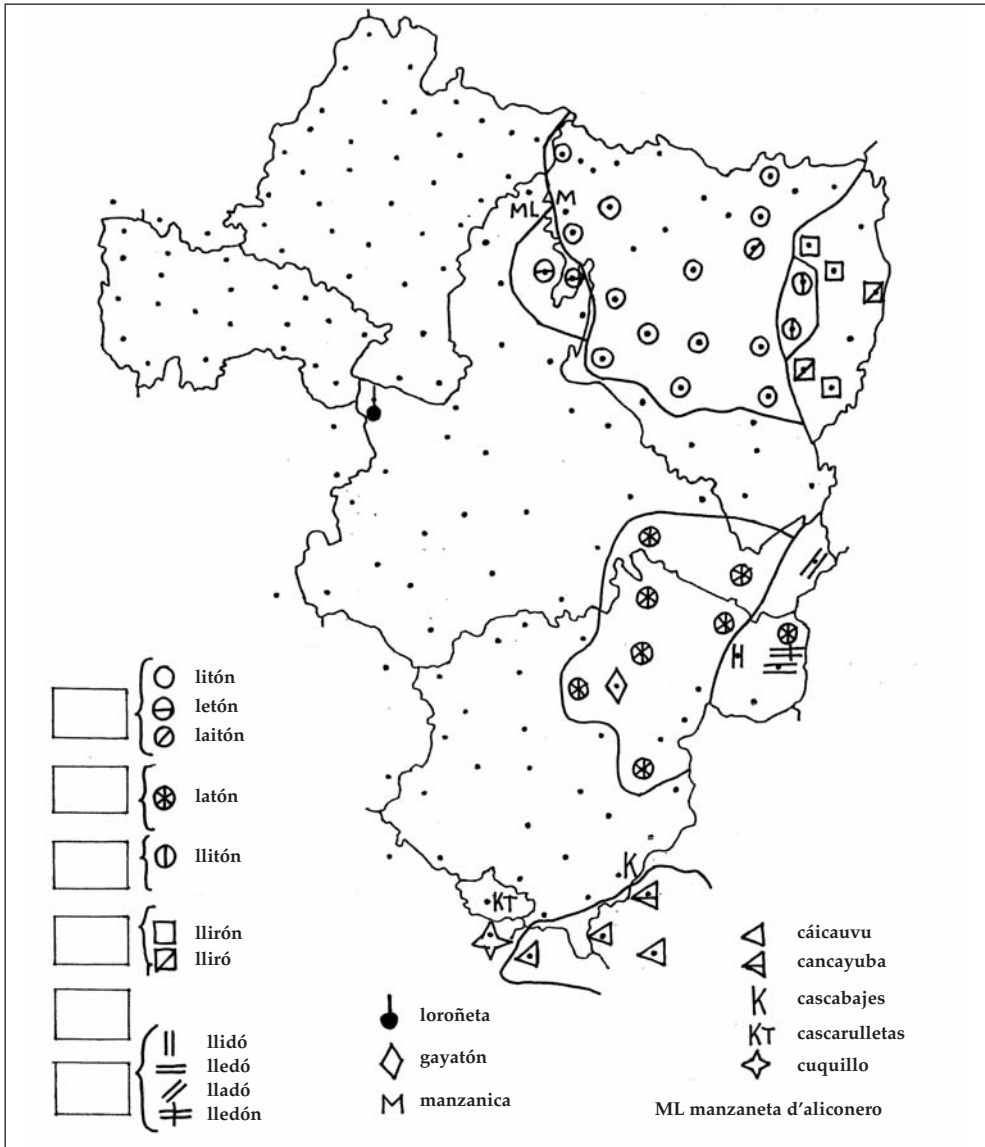 ML M
H
K
KT
litón
letón
laitón
latón
llitón
llirón
lliró
llidó
lledó
lladó
lledón
loroñeta
gayatón
M manzanica
cáicauvu
cancayuba
K cascabajes
KT cascarulletas
cuquillo
ML manzaneta d'aliconero